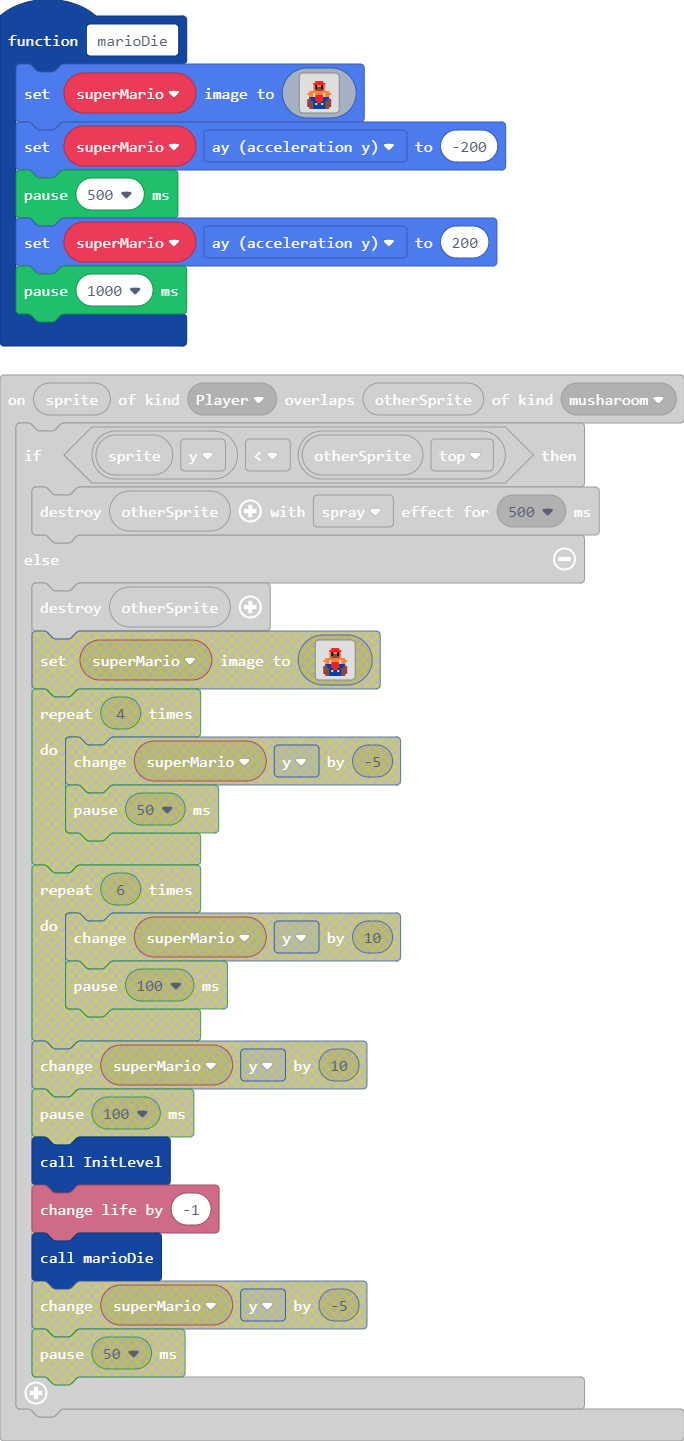 function marioDie
set superMario image to
set superMario ay (acceleration y) to -200
pause 500 ms
set superMario ay (acceleration y) to 200
pause 1000 ms
on sprite of kind Player overlaps otherSprite of kind musharoom
if sprite y < otherSprite top then
destroy otherSprite with spray effect for 500 ms
else
destroy otherSprite
set superMario image to
repeat 4 times
do change superMario y by -5
pause 50 ms
repeat 6 times
do change superMario y by 10
pause 100 ms
change superMario y by 10
pause 100 ms
call InitLevel
change life by -1
call marioDie
change superMario y by -5
pause 50 ms